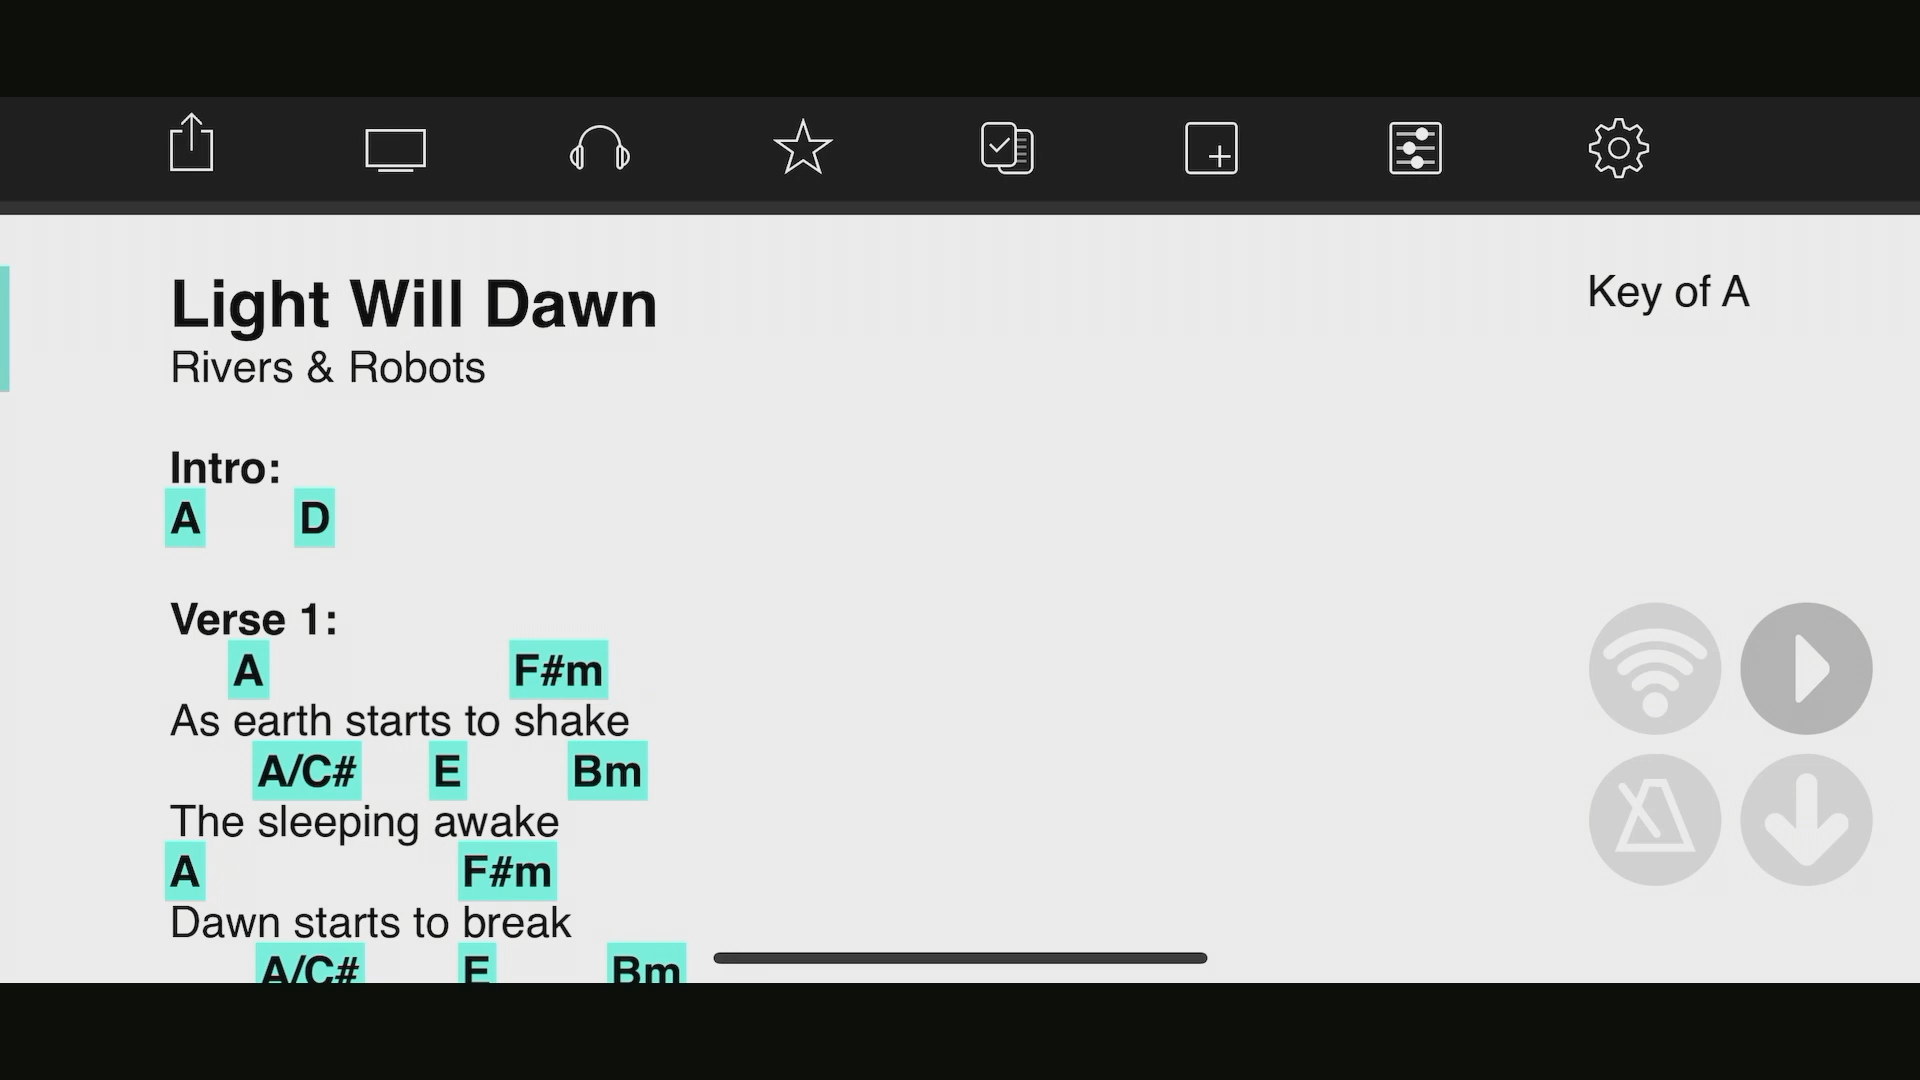 Light Will Dawn
Key of A
Rivers & Robots
Intro:
A D
Verse 1:
A F#m
As earth starts to shake
A/C# E Bm
The sleeping awake
A F#m
Dawn starts to break
A/C# E Bm